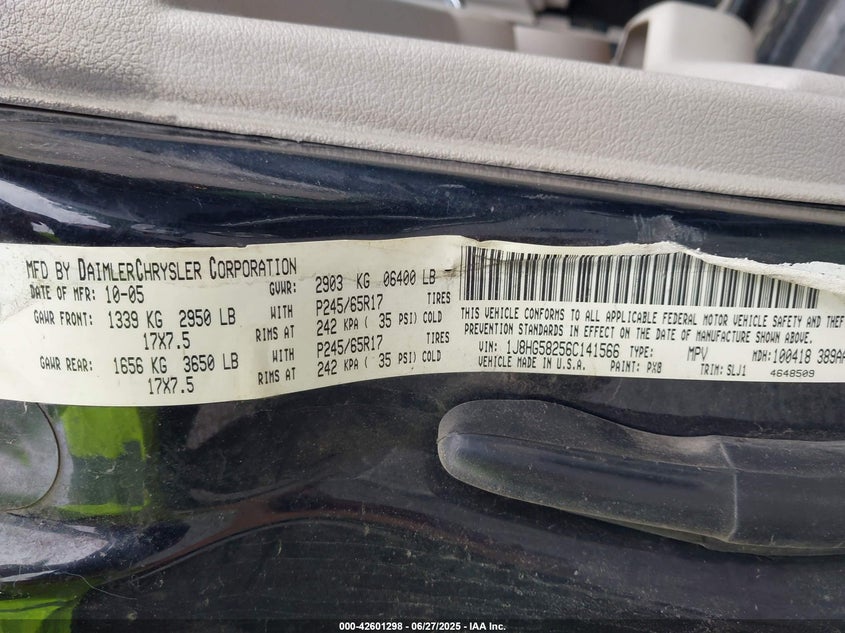 MFD BY DAIMLERCHRYSLER CORPORATION
DATE OF MFR: 10-05 GVWR: 2903 KG 06400 LB
GAWR FRONT: 1339 KG 2950 LB WITH P245/65R17 TIRES
17X7.5 RIMS AT 242 KPA ( 35 PSI) COLD
GAWR REAR: 1656 KG 3650 LB WITH P245/65R17 TIRES
17X7.5 RIMS AT 242 KPA ( 35 PSI) COLD
THIS VEHICLE CONFORMS TO ALL APPLICABLE FEDERAL MOTOR VEHICLE SAFETY AND THEFT
PREVENTION STANDARDS IN EFFECT ON THE DATE OF MANUFACTURE SHOWN ABOVE.
VIN: 1J8HG58256C141566 TYPE: MPV MDH: 100418 389A
VEHICLE MADE IN U.S.A. PAINT: PXB TRIM: SLJ1
4648509
000-42601298 | 06/27/2025 - IAA Inc.